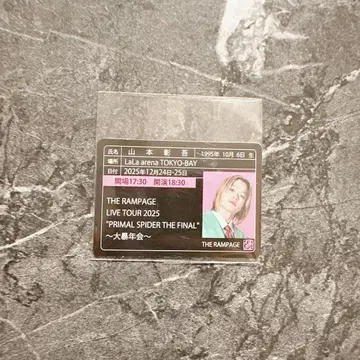 氏名 山本彰吾 1995年 10月 6日 生
場所 LaLa arena TOKYO-BAY
日付 2025年12月24日-25日
開場17:30 開演18:30
THE RAMPAGE
LIVE TOUR 2025
"PRIMAL SPIDER THE FINAL"
～大暴年会～
THE RAMPAGE